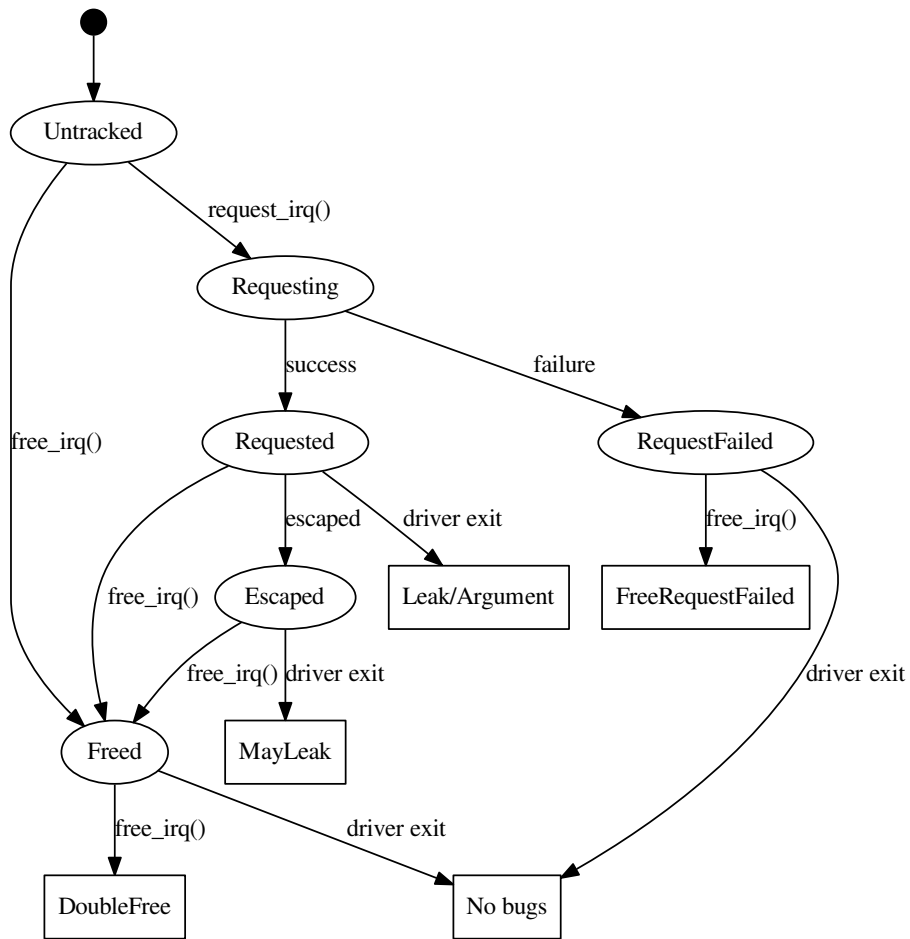 Untracked
request_irq()
Requesting
success
failure
free_irq()
Requested
RequestFailed
escaped
driver exit
free_irq()
free_irq()
Escaped
Leak/Argument
FreeRequestFailed
free_irq()
driver exit
driver exit
Freed
MayLeak
free_irq()
driver exit
DoubleFree
No bugs